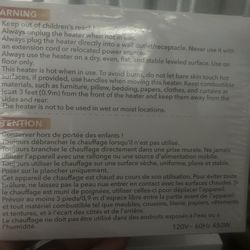 WARNING
Keep out of children's reach
Always unplug the heater when not in use.
Always plug the heater directly into a wall outlet/receptacle. Never use it with
an extension cord or relocated power
Always use the heater on a dry, even, flat, and stable leveled surface. Use on
floor only.
This heater is hot when in use. To avoid burns, do not let bare skin touch hot
surfaces. If provided, use handles when moving this heater. Keep combustible
materials, such as furniture, pillow, bedding, papers, clothes, and curtains at
least 3 feet (0.9m) from the front of the heater and keep them away from the
sides and rear.
The heater is not to be used in wet or moist locations.
ATTENTION
Conserver hors de portée des enfants !
Toujours débrancher le chauffage lorsqu'il n'est pas utilisé.
Toujours brancher le chauffage directement dans une prise murale. Ne jamais
utiliser l'appareil avec une rallonge ou une source d'alimentation mobile.
Toujours utiliser le chauffage sur une surface sèche, uniforme, plane et stable.
Poser sur le plancher uniquement.
Cet appareil de chauffage est chaud au cours de son utilisation. Pour éviter toute
brûlure, ne laissez pas la peau nue entrer en contact avec les surfaces chaudes. Si
le chauffage est muni de poignées, utiliser celles-ci pour déplacer l'appareil.
Prévoir au moins 3 pieds/0,9 m d'espace libre entre la partie avant de l'appareil
et tout matériel combustible tel que meubles, coussins, literie, papiers, vêtements
et tentures, et à l'écart des côtés et de l'arrière.
Le chauffage ne doit pas être utilisé dans des endroits exposés à l'eau ou à
l'humidité.
120V~ 60Hz 450W